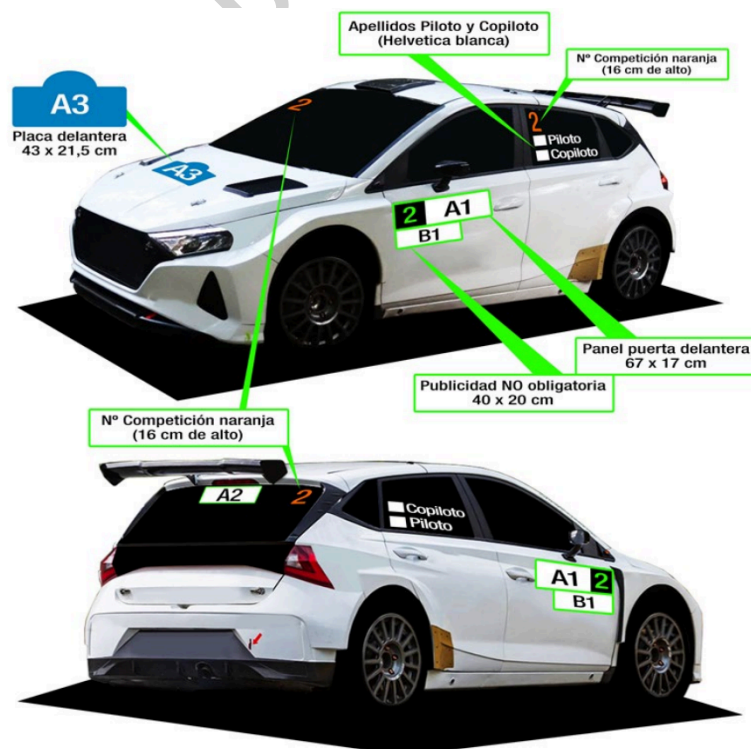 Apellidos Piloto y Copiloto
(Helvetica blanca)
Nº Competición naranja
(16 cm de alto)
A3
Placa delantera
43 x 21,5 cm
2
2
Piloto
Copiloto
A3
2 A1
B1
Panel puerta delantera
67 x 17 cm
Publicidad NO obligatoria
40 x 20 cm
Nº Competición naranja
(16 cm de alto)
A2
2
Copiloto
Piloto
A1 2
B1